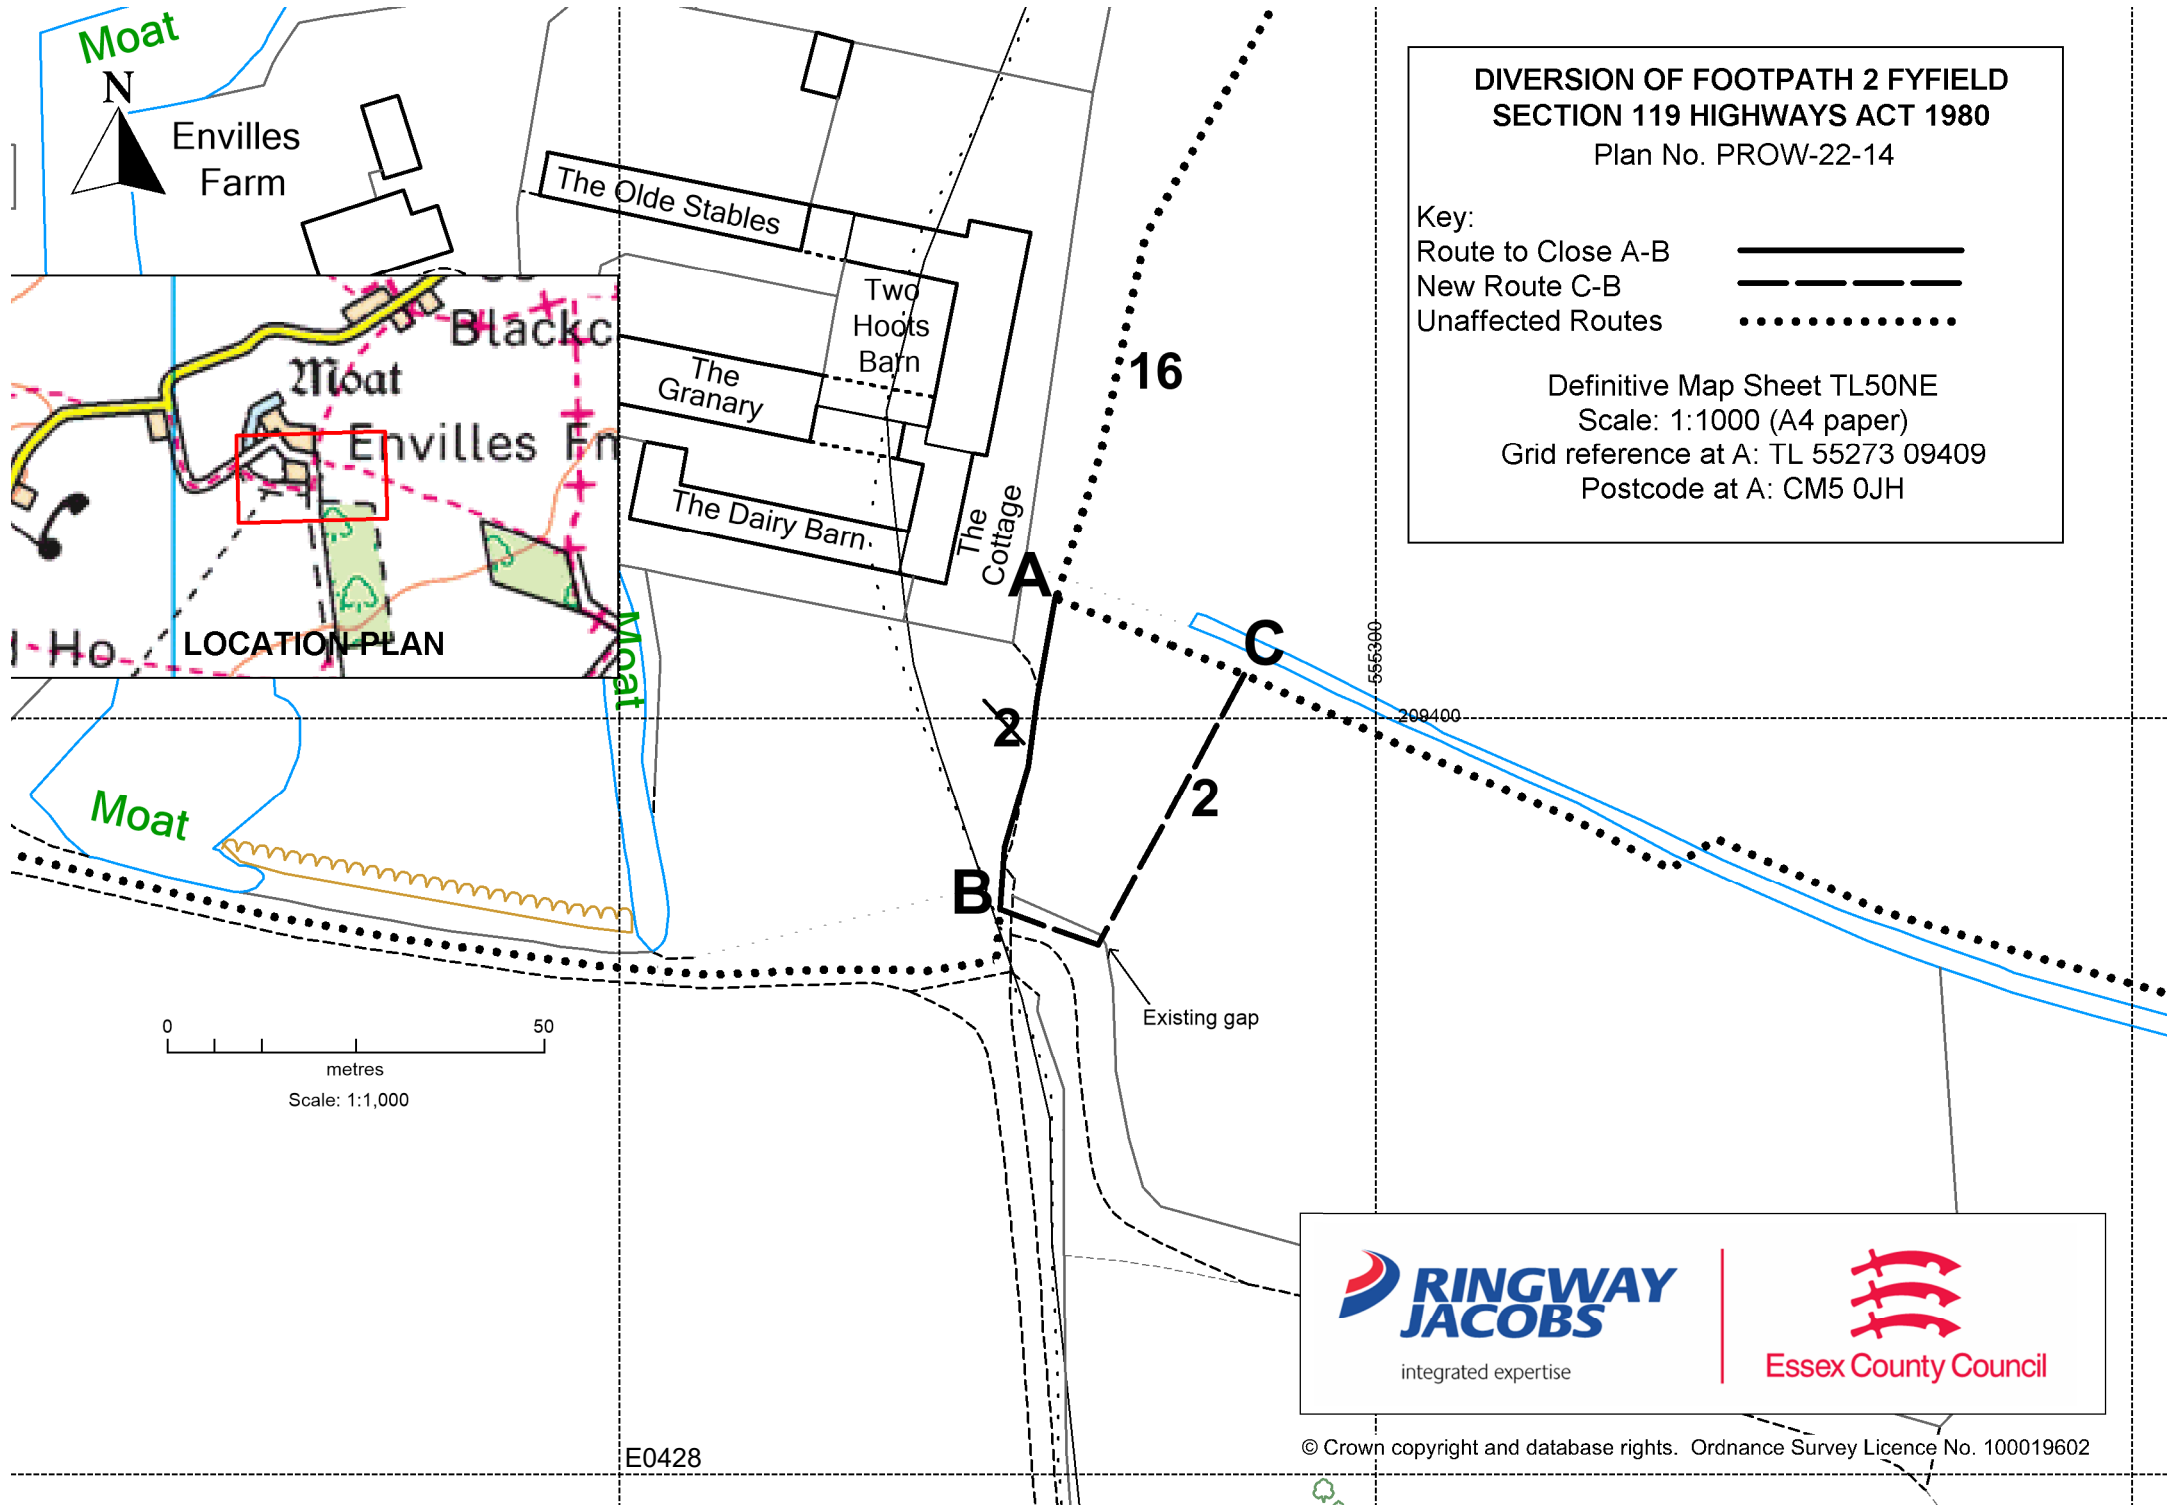 Moat
N
Envilles
Farm
The Olde Stables
Two
Hoots
Barn
The
Granary
The Dairy Barn
The
Cottage
16
A
C
B
2
2
Moat
Moat
Existing gap
555300
209400
0 50
metres
Scale: 1:1,000
E0428
Blackc
Moat
Envilles Fm
Ho
LOCATION PLAN
DIVERSION OF FOOTPATH 2 FYFIELD
SECTION 119 HIGHWAYS ACT 1980
Plan No. PROW-22-14
Key:
Route to Close A-B
New Route C-B
Unaffected Routes
Definitive Map Sheet TL50NE
Scale: 1:1000 (A4 paper)
Grid reference at A: TL 55273 09409
Postcode at A: CM5 0JH
RINGWAY
JACOBS
integrated expertise
Essex County Council
© Crown copyright and database rights. Ordnance Survey Licence No. 100019602